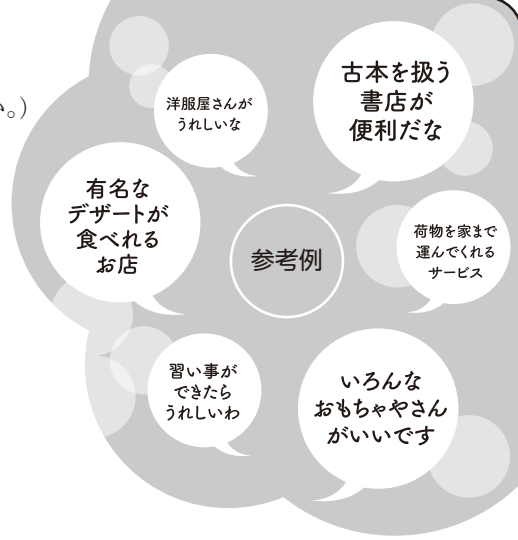 い。)
洋服屋さんが
うれしいな
古本を扱う
書店が
便利だな
有名な
デザートが
食べれる
お店
参考例
荷物を家まで
運んでくれる
サービス
習い事が
できたら
うれしいわ
いろんな
おもちゃやさん
がいいです